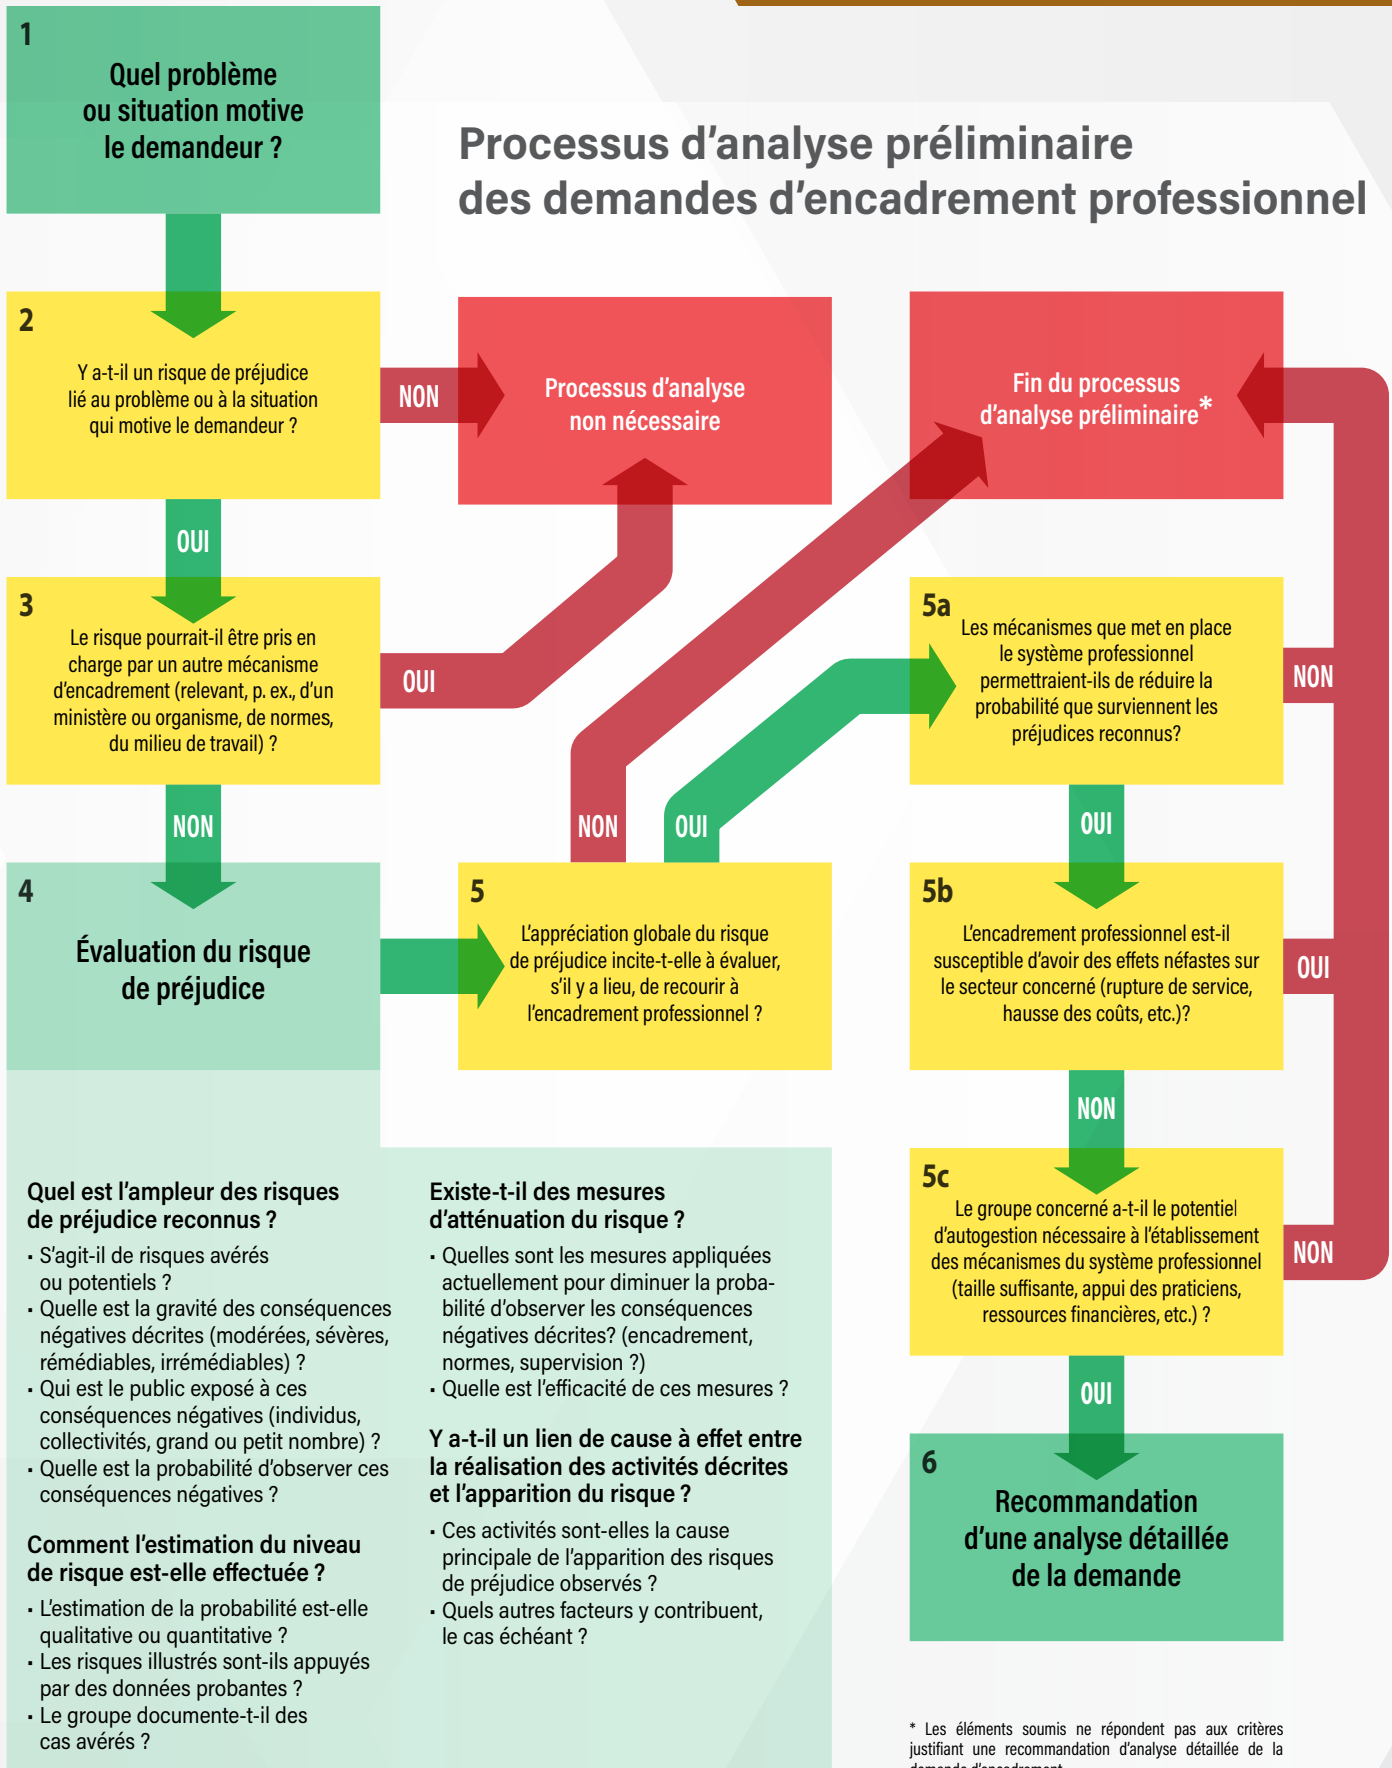 Processus d'analyse préliminaire
des demandes d'encadrement professionnel
1
Quel problème
ou situation motive
le demandeur ?
2
Y a-t-il un risque de préjudice
lié au problème ou à la situation
qui motive le demandeur ?
NON
Processus d'analyse
non nécessaire
Fin du processus
d'analyse préliminaire*
OUI
3
Le risque pourrait-il être pris en
charge par un autre mécanisme
d'encadrement (relevant, p. ex., d'un
ministère ou organisme, de normes,
du milieu de travail) ?
OUI
NON
4
Évaluation du risque
de préjudice
5
L'appréciation globale du risque
de préjudice incite-t-elle à évaluer,
s'il y a lieu, de recourir à
l'encadrement professionnel ?
NON
OUI
5a
Les mécanismes que met en place
le système professionnel
permettraient-ils de réduire la
probabilité que surviennent les
préjudices reconnus?
NON
OUI
5b
L'encadrement professionnel est-il
susceptible d'avoir des effets néfastes sur
le secteur concerné (rupture de service,
hausse des coûts, etc.)?
OUI
NON
5c
Le groupe concerné a-t-il le potentiel
d'autogestion nécessaire à l'établissement
des mécanismes du système professionnel
(taille suffisante, appui des praticiens,
ressources financières, etc.) ?
NON
OUI
6
Recommandation
d'une analyse détaillée
de la demande
Quel est l'ampleur des risques
de préjudice reconnus ?
· S'agit-il de risques avérés
ou potentiels ?
· Quelle est la gravité des conséquences
négatives décrites (modérées, sévères,
rémédiables, irrémédiables) ?
· Qui est le public exposé à ces
conséquences négatives (individus,
collectivités, grand ou petit nombre) ?
· Quelle est la probabilité d'observer ces
conséquences négatives ?
Comment l'estimation du niveau
de risque est-elle effectuée ?
· L'estimation de la probabilité est-elle
qualitative ou quantitative ?
· Les risques illustrés sont-ils appuyés
par des données probantes ?
· Le groupe documente-t-il des
cas avérés ?
Existe-t-il des mesures
d'atténuation du risque ?
· Quelles sont les mesures appliquées
actuellement pour diminuer la proba-
bilité d'observer les conséquences
négatives décrites? (encadrement,
normes, supervision ?)
· Quelle est l'efficacité de ces mesures ?
Y a-t-il un lien de cause à effet entre
la réalisation des activités décrites
et l'apparition du risque ?
· Ces activités sont-elles la cause
principale de l'apparition des risques
de préjudice observés ?
· Quels autres facteurs y contribuent,
le cas échéant ?
* Les éléments soumis ne répondent pas aux critères
justifiant une recommandation d'analyse détaillée de la
demande d'encadrement